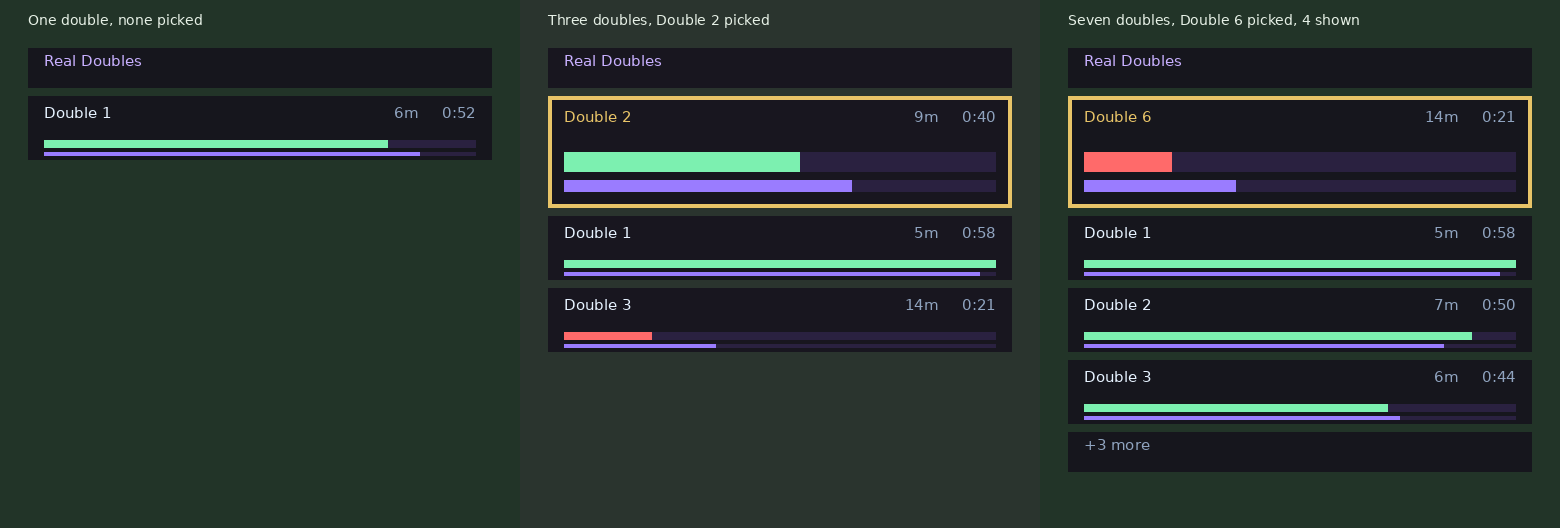 One double, none picked
Real Doubles
Double 1 6m 0:52
Three doubles, Double 2 picked
Real Doubles
Double 2 9m 0:40
Double 1 5m 0:58
Double 3 14m 0:21
Seven doubles, Double 6 picked, 4 shown
Real Doubles
Double 6 14m 0:21
Double 1 5m 0:58
Double 2 7m 0:50
Double 3 6m 0:44
+3 more